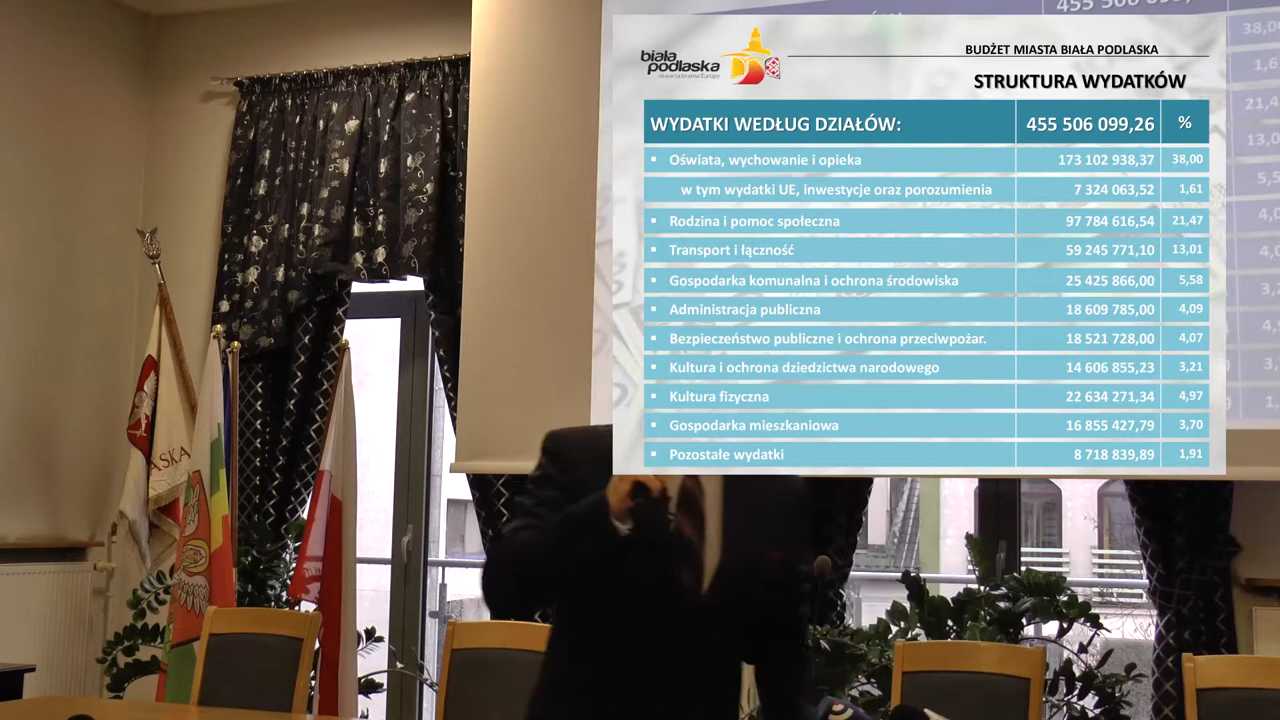 455 506 099,
biała
podlaska
BUDŻET MIASTA BIAŁA PODLASKA
STRUKTURA WYDATKÓW
WYDATKI WEDŁUG DZIAŁÓW: 455 506 099,26 %
Oświata, wychowanie i opieka 173 102 938,37 38,00
w tym wydatki UE, inwestycje oraz porozumienia 7 324 063,52 1,61
Rodzina i pomoc społeczna 97 784 616,54 21,47
Transport i łączność 59 245 771,10 13,01
Gospodarka komunalna i ochrona środowiska 25 425 866,00 5,58
Administracja publiczna 18 609 785,00 4,09
Bezpieczeństwo publiczne i ochrona przeciwpożar. 18 521 728,00 4,07
Kultura i ochrona dziedzictwa narodowego 14 606 855,23 3,21
Kultura fizyczna 22 634 271,34 4,97
Gospodarka mieszkaniowa 16 855 427,79 3,70
Pozostałe wydatki 8 718 839,89 1,91
ASKA